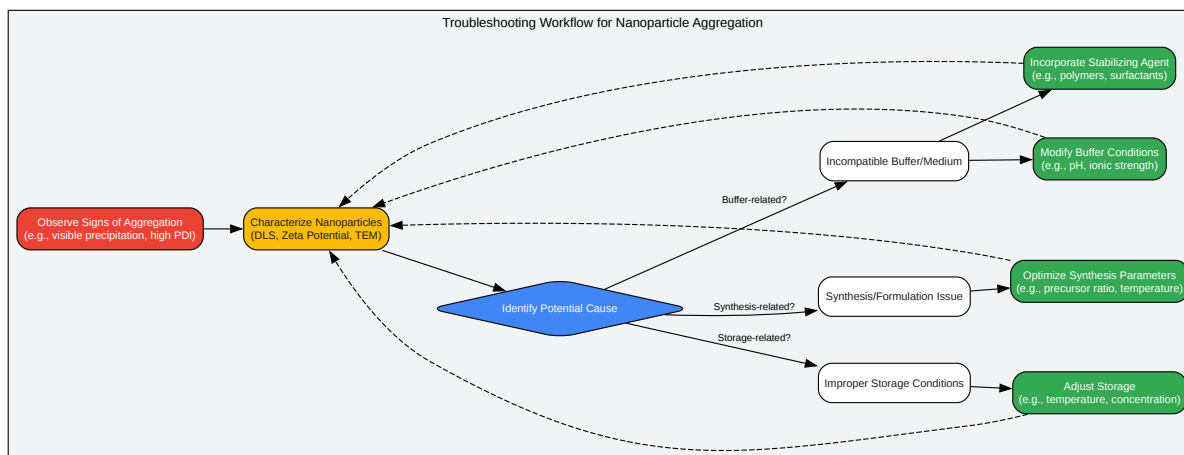 Troubleshooting Workflow for Nanoparticle Aggregation
Observe Signs of Aggregation
(e.g., visible precipitation, high PDI)
Characterize Nanoparticles
(DLS, Zeta Potential, TEM)
Identify Potential Cause
Buffer-related?
Synthesis-related?
Storage-related?
Incompatible Buffer/Medium
Synthesis/Formulation Issue
Improper Storage Conditions
Incorporate Stabilizing Agent
(e.g., polymers, surfactants)
Modify Buffer Conditions
(e.g., pH, ionic strength)
Optimize Synthesis Parameters
(e.g., precursor ratio, temperature)
Adjust Storage
(e.g., temperature, concentration)